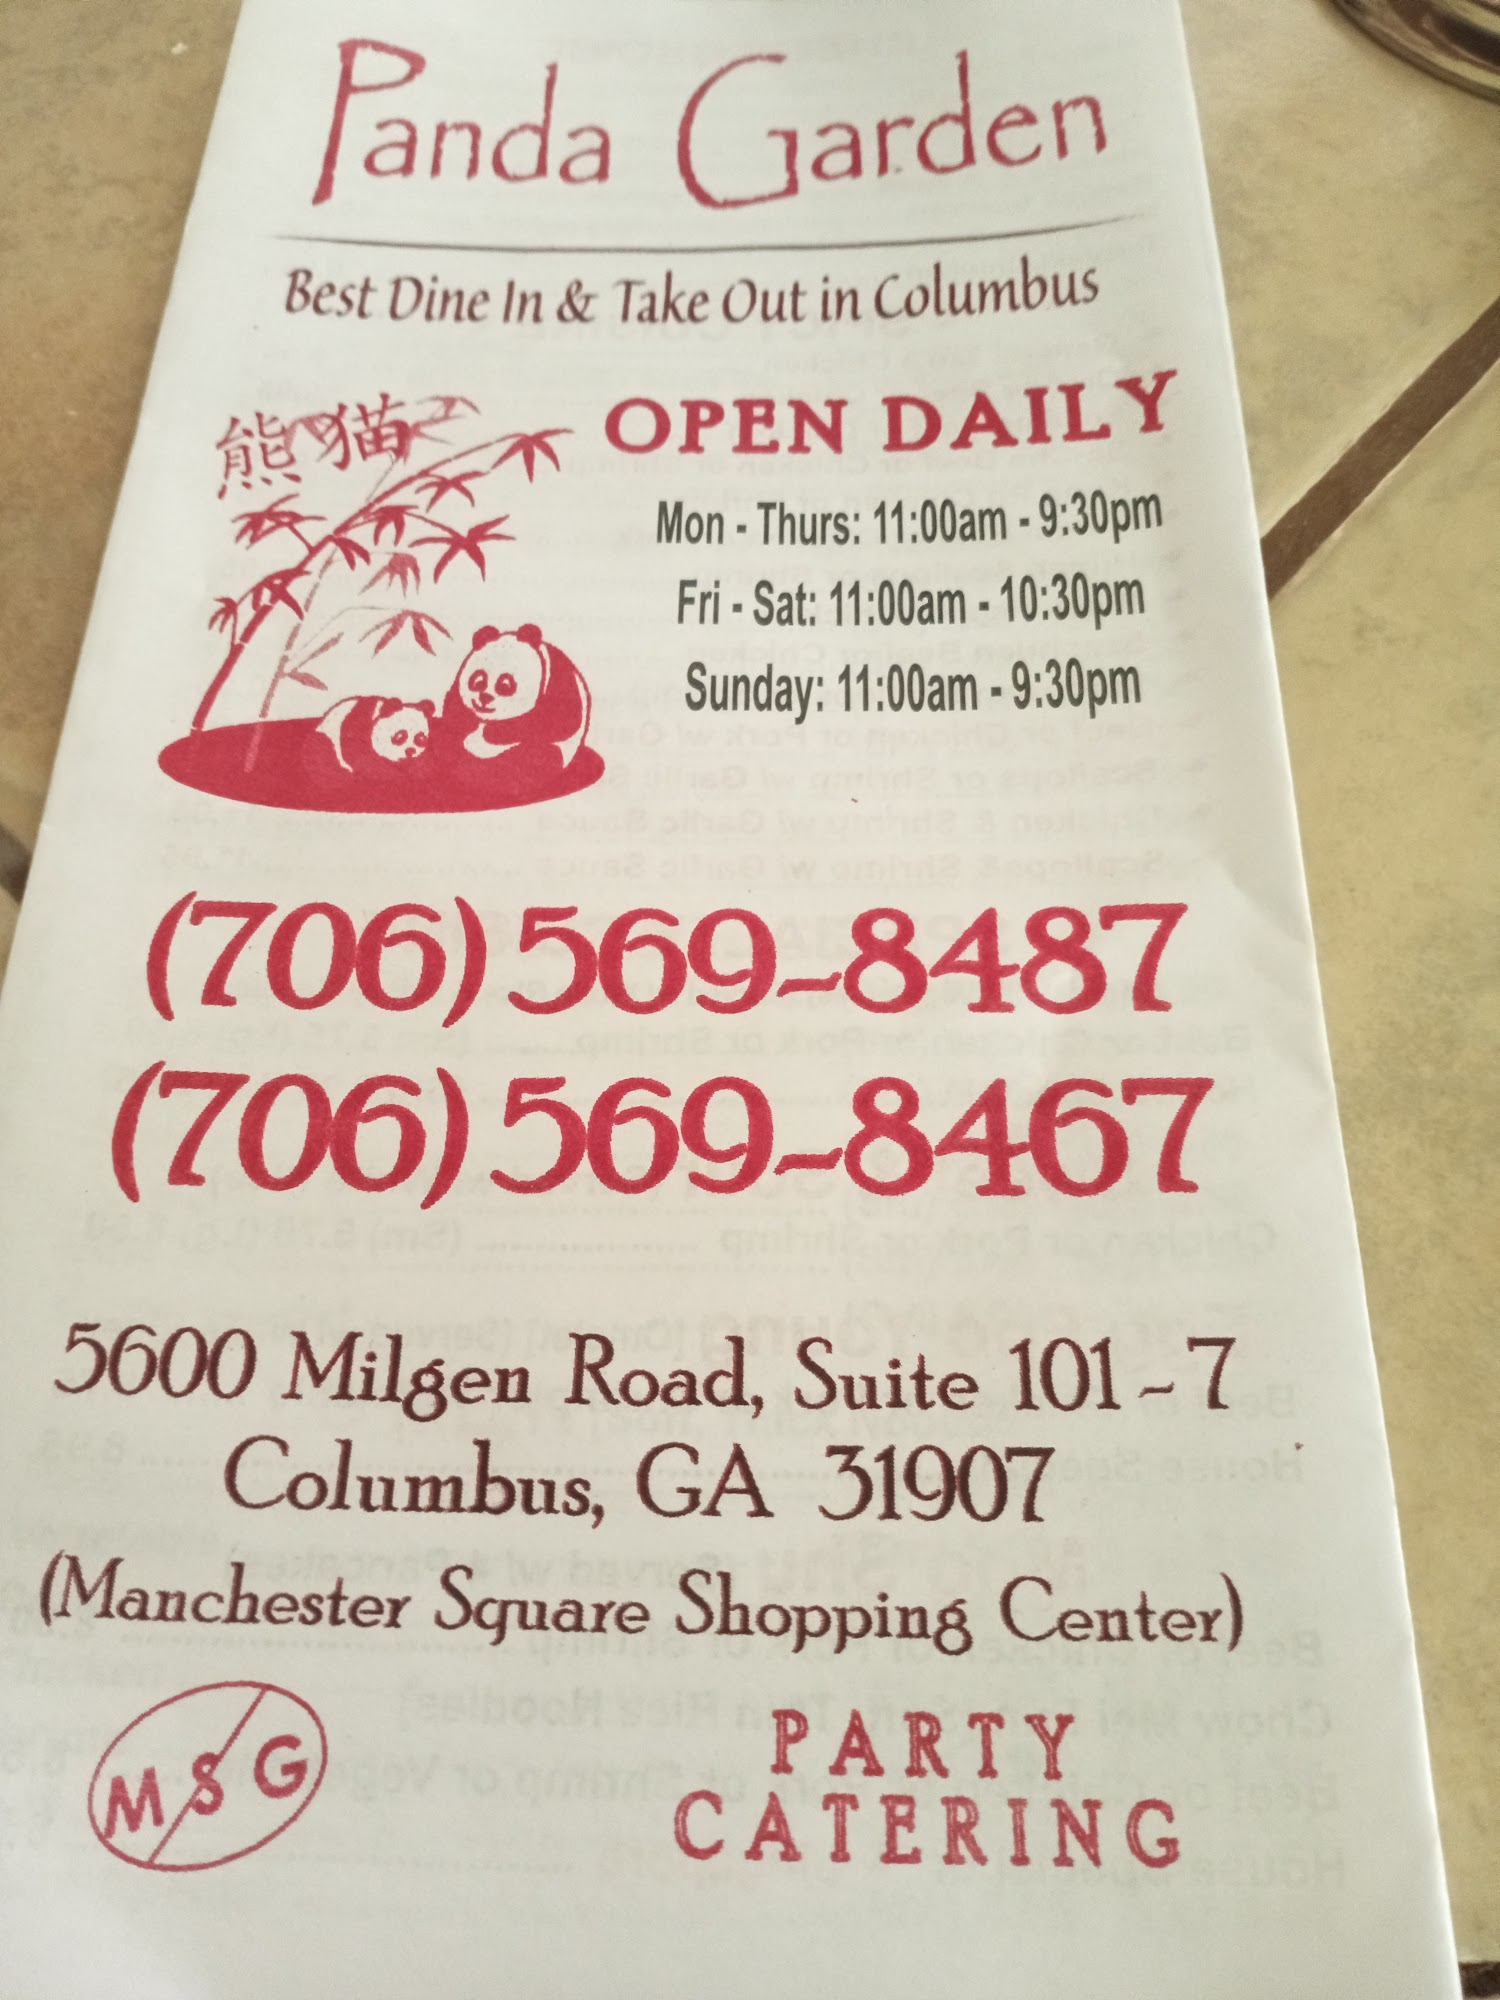 Panda Garden
Best Dine In & Take Out in Columbus
熊猫
OPEN DAILY
Mon - Thurs: 11:00am - 9:30pm
Fri - Sat: 11:00am - 10:30pm
Sunday: 11:00am - 9:30pm
(706) 569-8487
(706) 569-8467
5600 Milgen Road, Suite 101-7
Columbus, GA 31907
(Manchester Square Shopping Center)
MSG
PARTY
CATERING